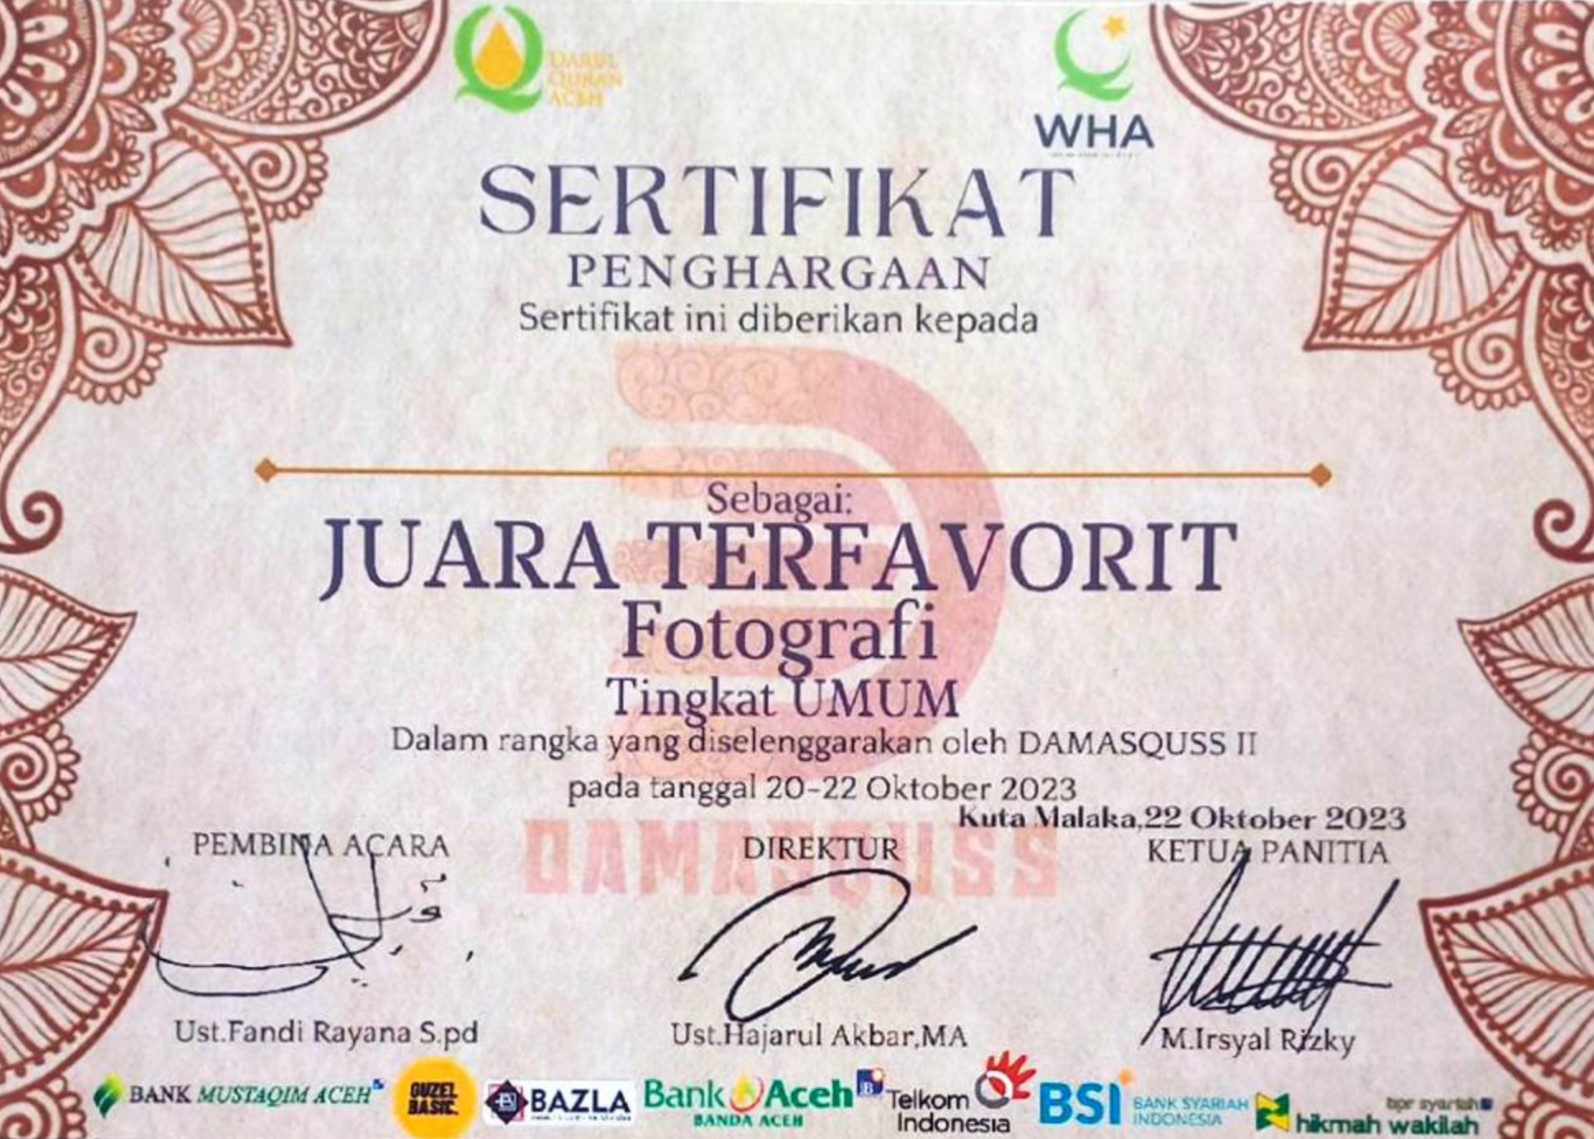 DARUL
QURAN
ACEH
WHA
SERTIFIKAT
PENGHARGAAN
Sertifikat ini diberikan kepada
Sebagai:
JUARA TERFAVORIT
Fotografi
Tingkat UMUM
Dalam rangka yang diselenggarakan oleh DAMASQUSS II
pada tanggal 20-22 Oktober 2023
Kuta Malaka,22 Oktober 2023
PEMBINA ACARA
DIREKTUR
KETUA PANITIA
DAMASQUSS
Ust.Fandi Rayana S.pd
Ust.Hajarul Akbar,MA
M.Irsyal Rizky
BANK MUSTAQIM ACEH
GUZEL
BASIC.
BAZLA
Bank Aceh
BANDA ACEH
Telkom
Indonesia
BSI
BANK SYARIAH
INDONESIA
bpr syariah
hikmah wakilah